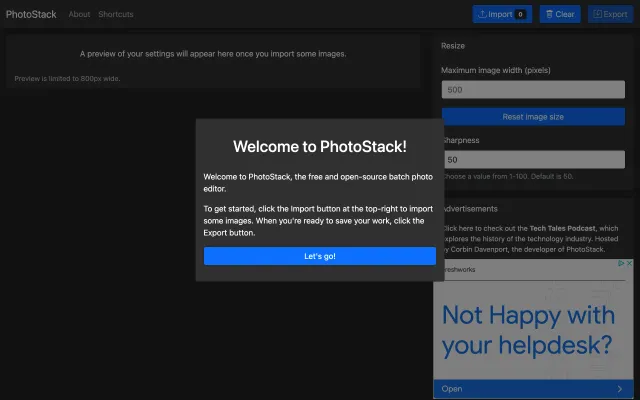 PhotoStack About Shortcuts Import 0 Clear Export
A preview of your settings will appear here once you import some images.
Preview is limited to 800px wide.
Welcome to PhotoStack!
Welcome to PhotoStack, the free and open-source batch photo
editor.
To get started, click the Import button at the top-right to import
some images. When you're ready to save your work, click the
Export button.
Let's go!
Resize
Maximum image width (pixels)
500
Reset image size
Sharpness
50
Choose a value from 1-100. Default is 50.
Advertisements
Click here to check out the Tech Tales Podcast, which
explores the history of the technology industry. Hosted
by Corbin Davenport, the developer of PhotoStack.
freshworks
Not Happy with
your helpdesk?
Open